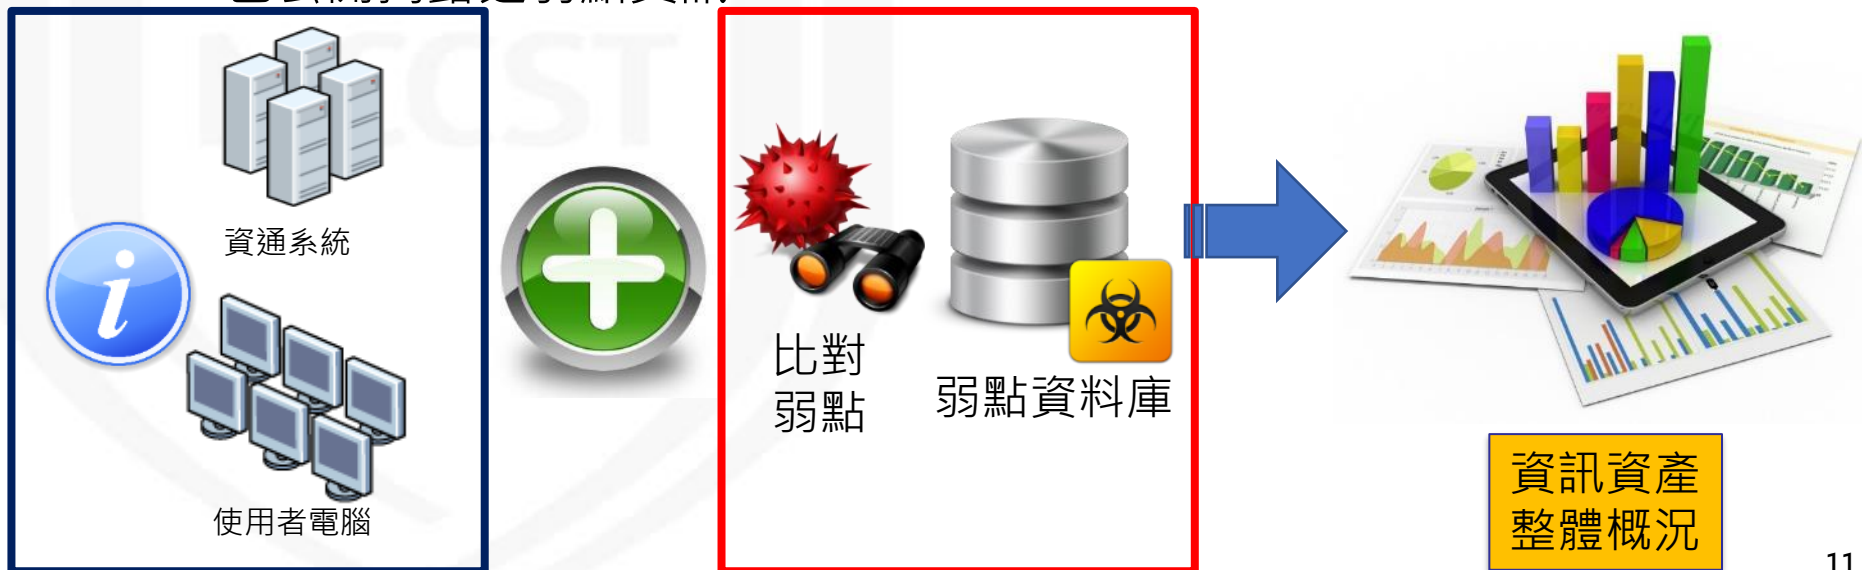 資通系統
使用者電腦
比對
弱點
弱點資料庫
資訊資產
整體概況
11